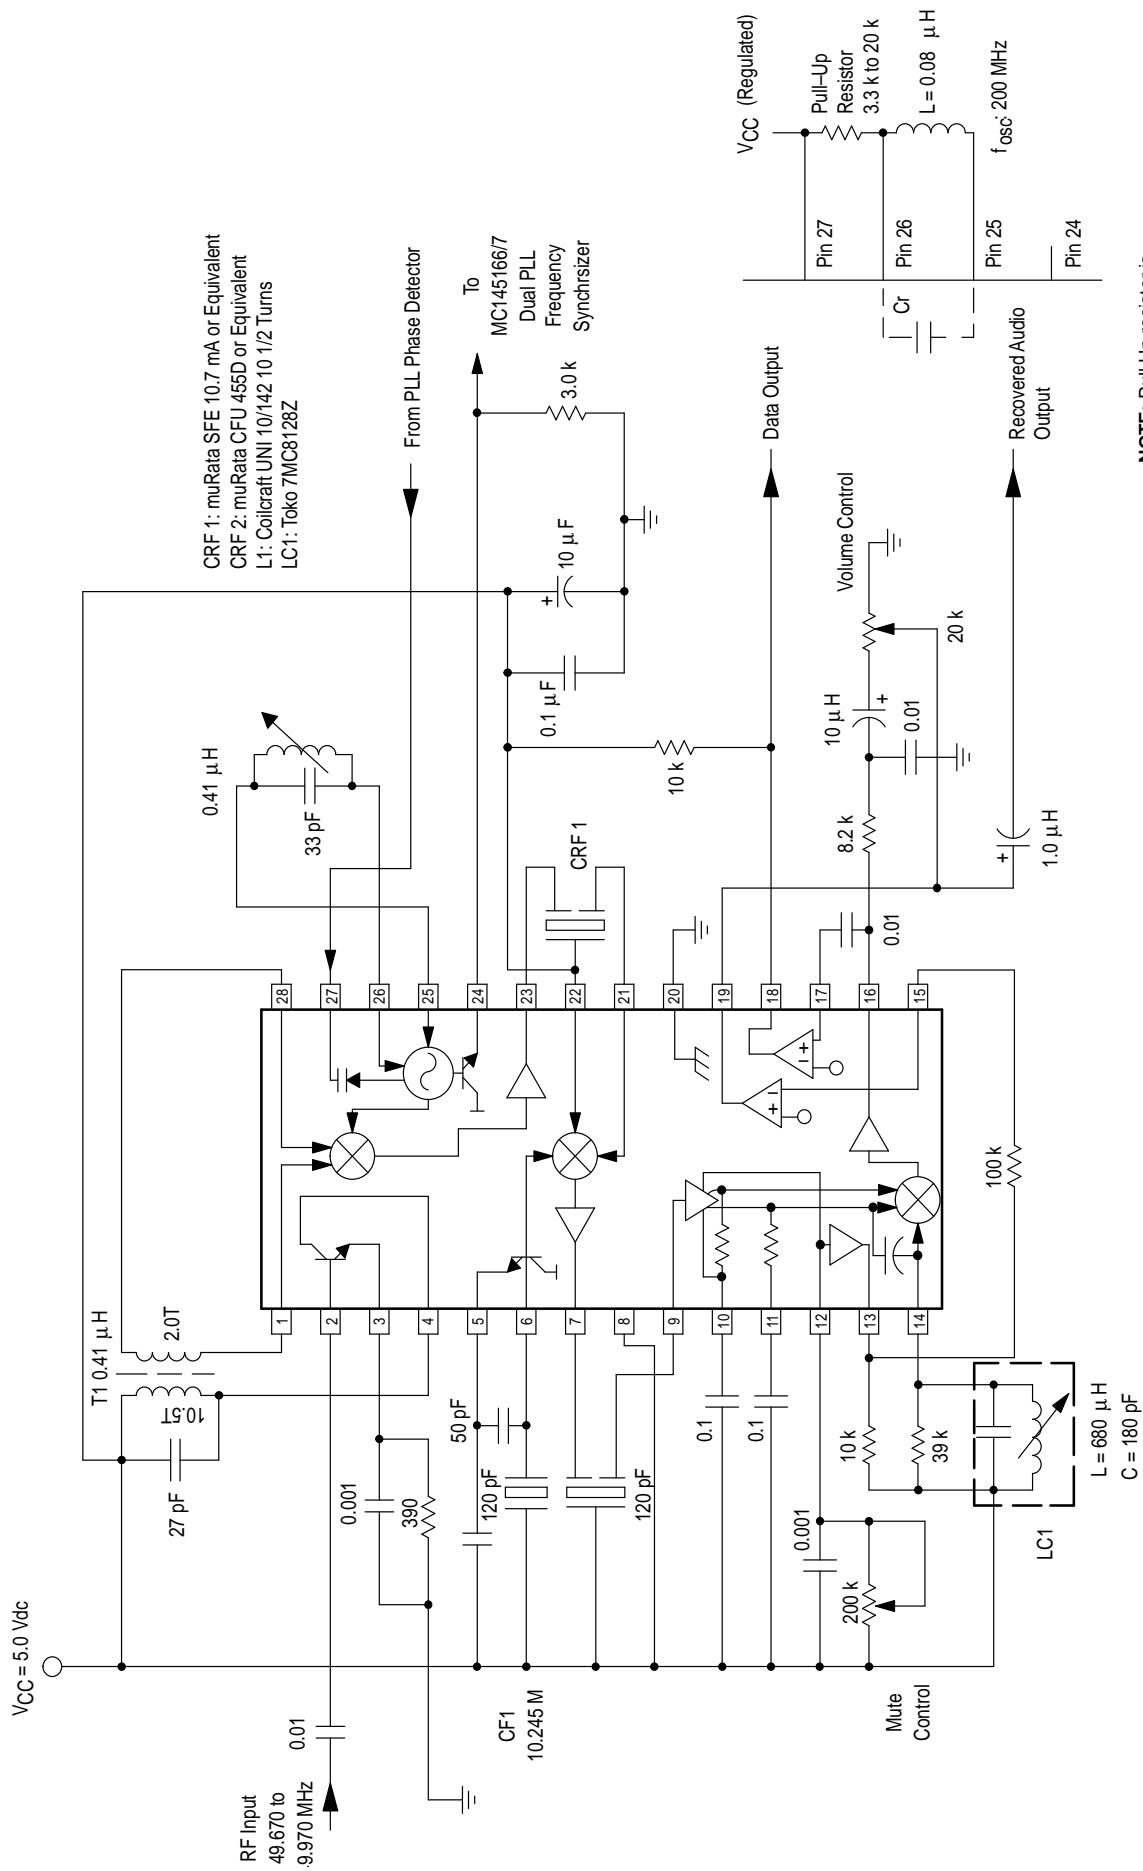 VCC = 5.0 Vdc
RF Input
49.670 to
9.970 MHz
0.01
27 pF
T1 0.41 μH
10.5T
2.0T
0.001
390
50 pF
120 pF
CF1
10.245 M
120 pF
0.1
0.1
0.001
200 k
Mute
Control
10 k
39 k
LC1
L = 680 μH
C = 180 pF
100 k
1
2
3
4
5
6
7
8
9
10
11
12
13
14
28
27
26
25
24
23
22
21
20
19
18
17
16
15
+
–
+
–
0.41 μH
33 pF
CRF 1
CRF 1: muRata SFE 10.7 mA or Equivalent
CRF 2: muRata CFU 455D or Equivalent
L1: Coilcraft UNI 10/142 10 1/2 Turns
LC1: Toko 7MC8128Z
From PLL Phase Detector
To
MC145166/7
Dual PLL
Frequency
Synchrsizer
3.0 k
0.1 μF
+
10 μF
10 k
Data Output
0.01
8.2 k
10 μH
+
0.01
Volume Control
20 k
+
1.0 μH
Recovered Audio
Output
VCC (Regulated)
Pull–Up
Resistor
3.3 k to 20 k
L = 0.08 μH
fosc: 200 MHz
Pin 27
Pin 26
Pin 25
Pin 24
Cr